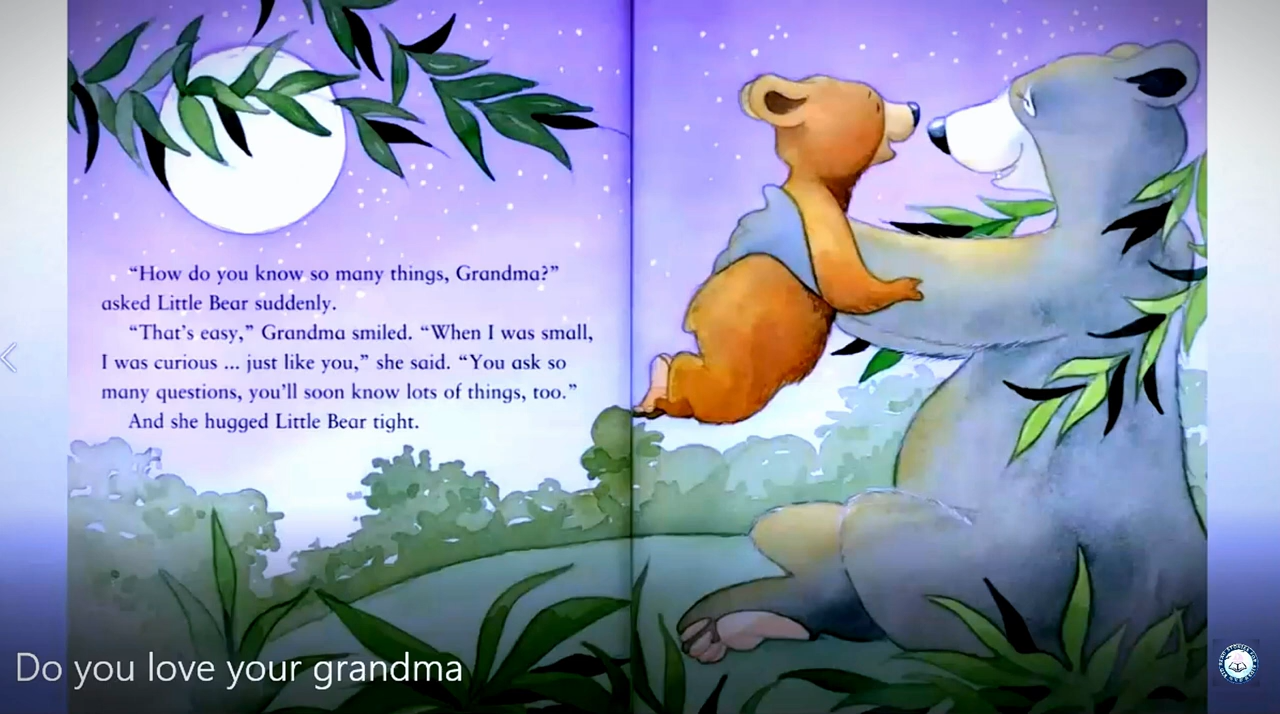 “How do you know so many things, Grandma?”
asked Little Bear suddenly.
“That’s easy,” Grandma smiled. “When I was small,
I was curious ... just like you,” she said. “You ask so
many questions, you’ll soon know lots of things, too.”
And she hugged Little Bear tight.
Do you love your grandma